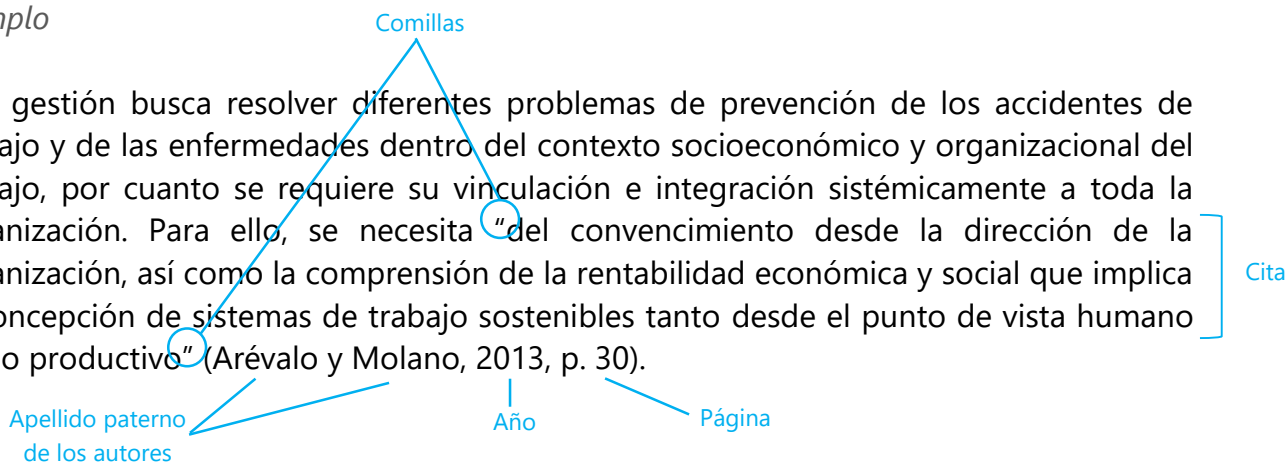 mplo
Comillas
gestión busca resolver diferentes problemas de prevención de los accidentes de
ajo y de las enfermedades dentro del contexto socioeconómico y organizacional del
ajo, por cuanto se requiere su vinculación e integración sistémicamente a toda la
anización. Para ello, se necesita “del convencimiento desde la dirección de la
anización, así como la comprensión de la rentabilidad económica y social que implica
oncepción de sistemas de trabajo sostenibles tanto desde el punto de vista humano
o productivo” (Arévalo y Molano, 2013, p. 30).
Cita
Apellido paterno
de los autores
Año
Página